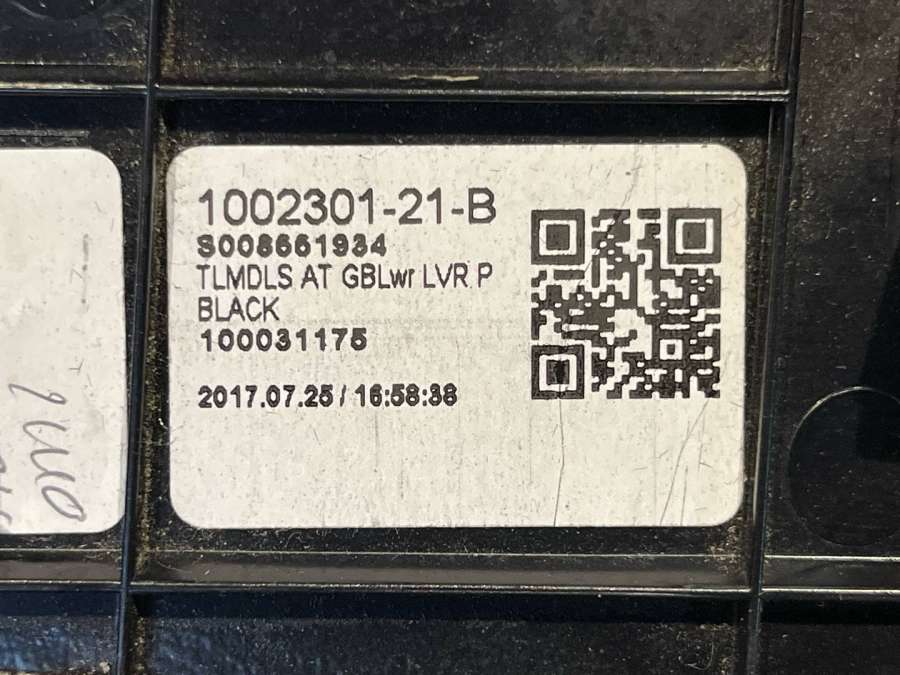 1002301-21-B
S008661934
TLMDLS AT GBLwr LVR P
BLACK
100031175
2017.07.25 / 16:58:38